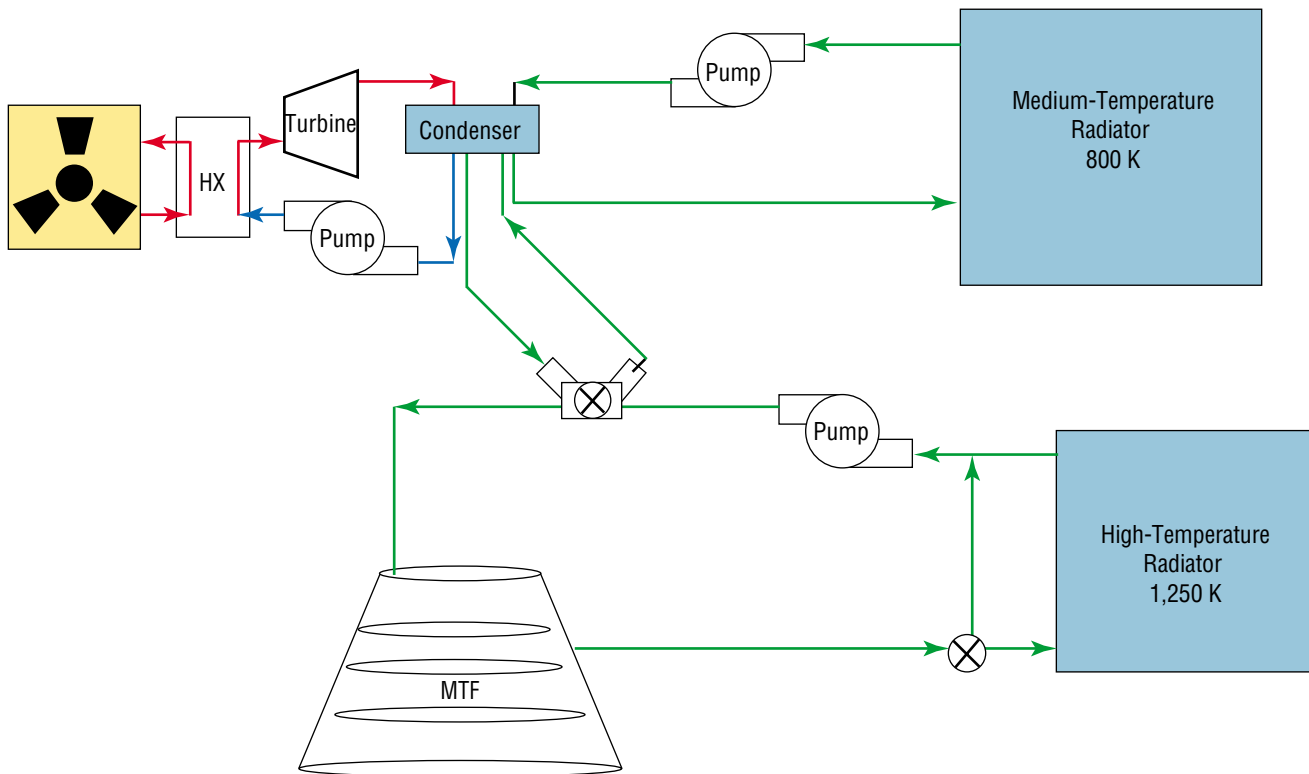 Pump
Medium-Temperature
Radiator
800 K
Turbine
Condenser
HX
Pump
Pump
High-Temperature
Radiator
1,250 K
MTF